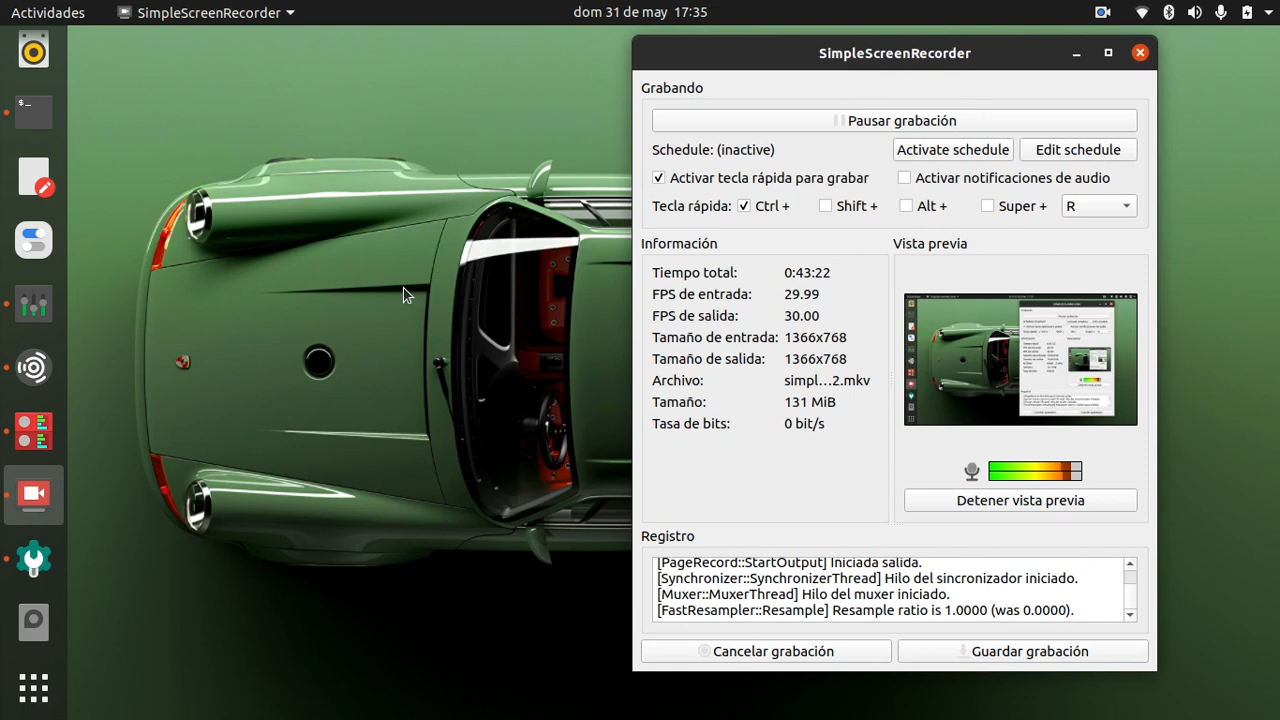 Actividades
SimpleScreenRecorder
dom 31 de may 17:35
SimpleScreenRecorder
Grabando
Pausar grabación
Schedule: (inactive)
Activate schedule
Edit schedule
Activar tecla rápida para grabar
Activar notificaciones de audio
Tecla rápida: Ctrl + Shift + Alt + Super + R
Información
Tiempo total: 0:43:22
FPS de entrada: 29.99
FPS de salida: 30.00
Tamaño de entrada: 1366x768
Tamaño de salida: 1366x768
Archivo: simpl...2.mkv
Tamaño: 131 MiB
Tasa de bits: 0 bit/s
Vista previa
Detener vista previa
Registro
[PageRecord::StartOutput] Iniciada salida.
[Synchronizer::SynchronizerThread] Hilo del sincronizador iniciado.
[Muxer::MuxerThread] Hilo del muxer iniciado.
[FastResampler::Resample] Resample ratio is 1.0000 (was 0.0000).
Cancelar grabación
Guardar grabación